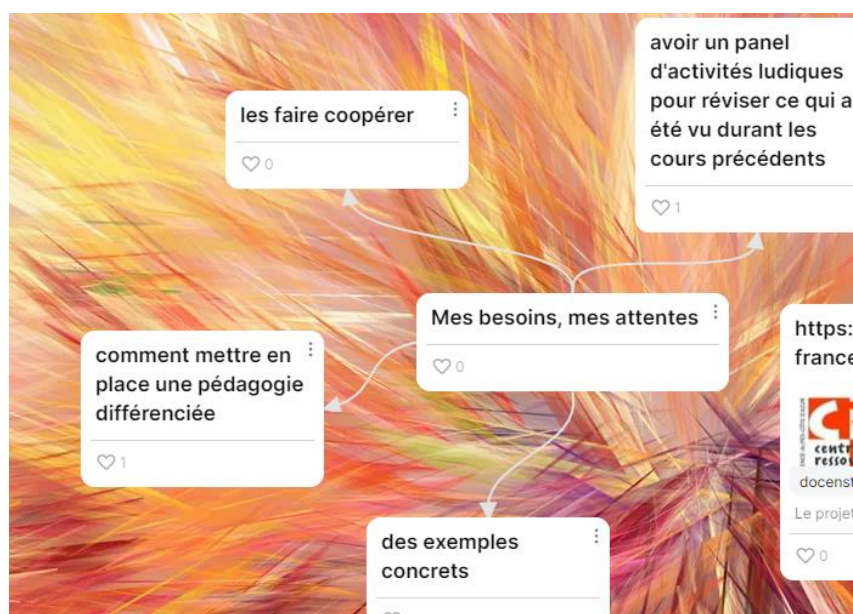 avoir un panel
d'activités ludiques
pour réviser ce qui a
été vu durant les
cours précédents
1
les faire coopérer
0
Mes besoins, mes attentes
0
comment mettre en
place une pédagogie
différenciée
1
https:
france
centr
ressou
docenst
Le projet
0
des exemples
concrets